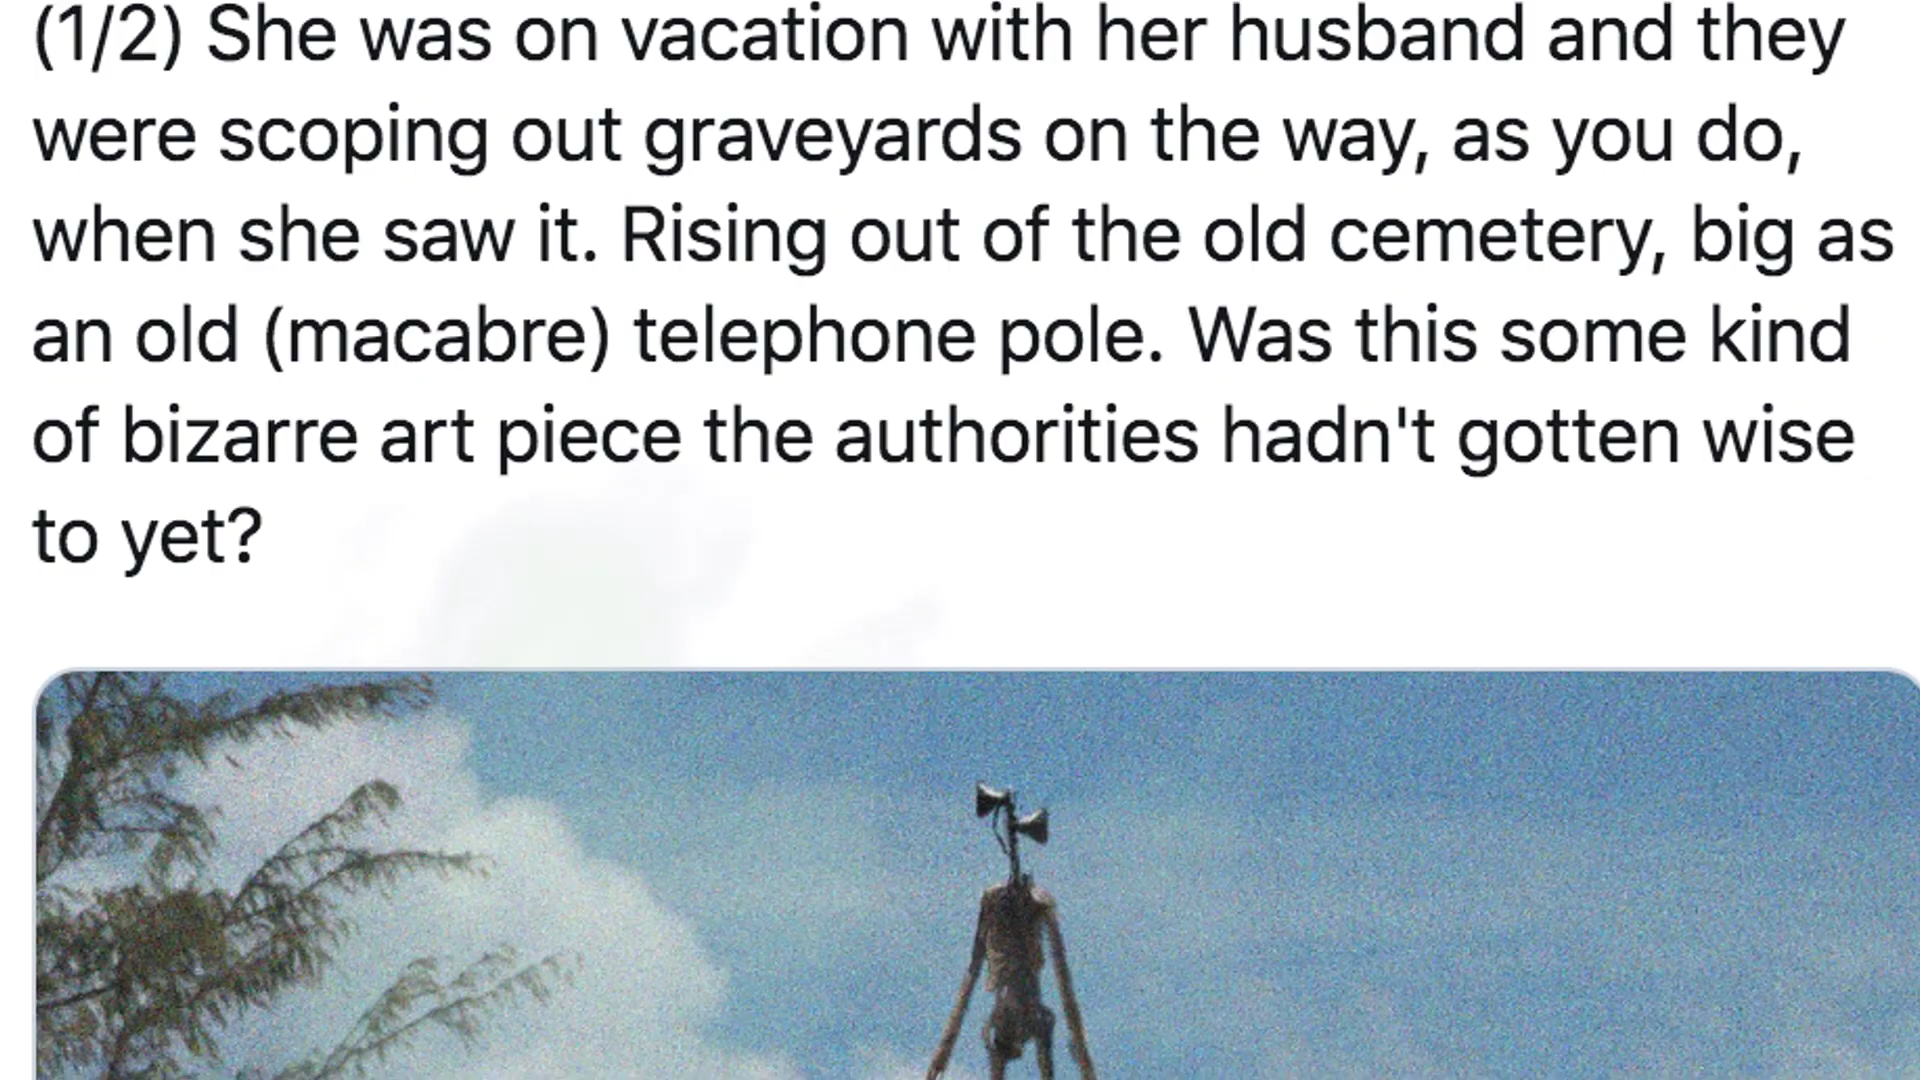 (1/2) She was on vacation with her husband and they
were scoping out graveyards on the way, as you do,
when she saw it. Rising out of the old cemetery, big as
an old (macabre) telephone pole. Was this some kind
of bizarre art piece the authorities hadn't gotten wise
to yet?